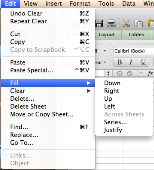 Edit View Insert Format Tools Data Window
Undo Clear ⌘Z
Repeat Clear ⌘Y
Cut ⌘X
Copy ⌘C
Copy to Scrapbook ⌃⌥C
Paste ⌘V
Paste Special... ⌃⌘V
Fill
Clear
Delete...
Delete Sheet
Move or Copy Sheet...
Find... ⌘F
Replace...
Go To...
Links...
Object
Layout
Tables
Calibri (Body)
Down
Right
Up
Left
Across Sheets
Series...
Justify